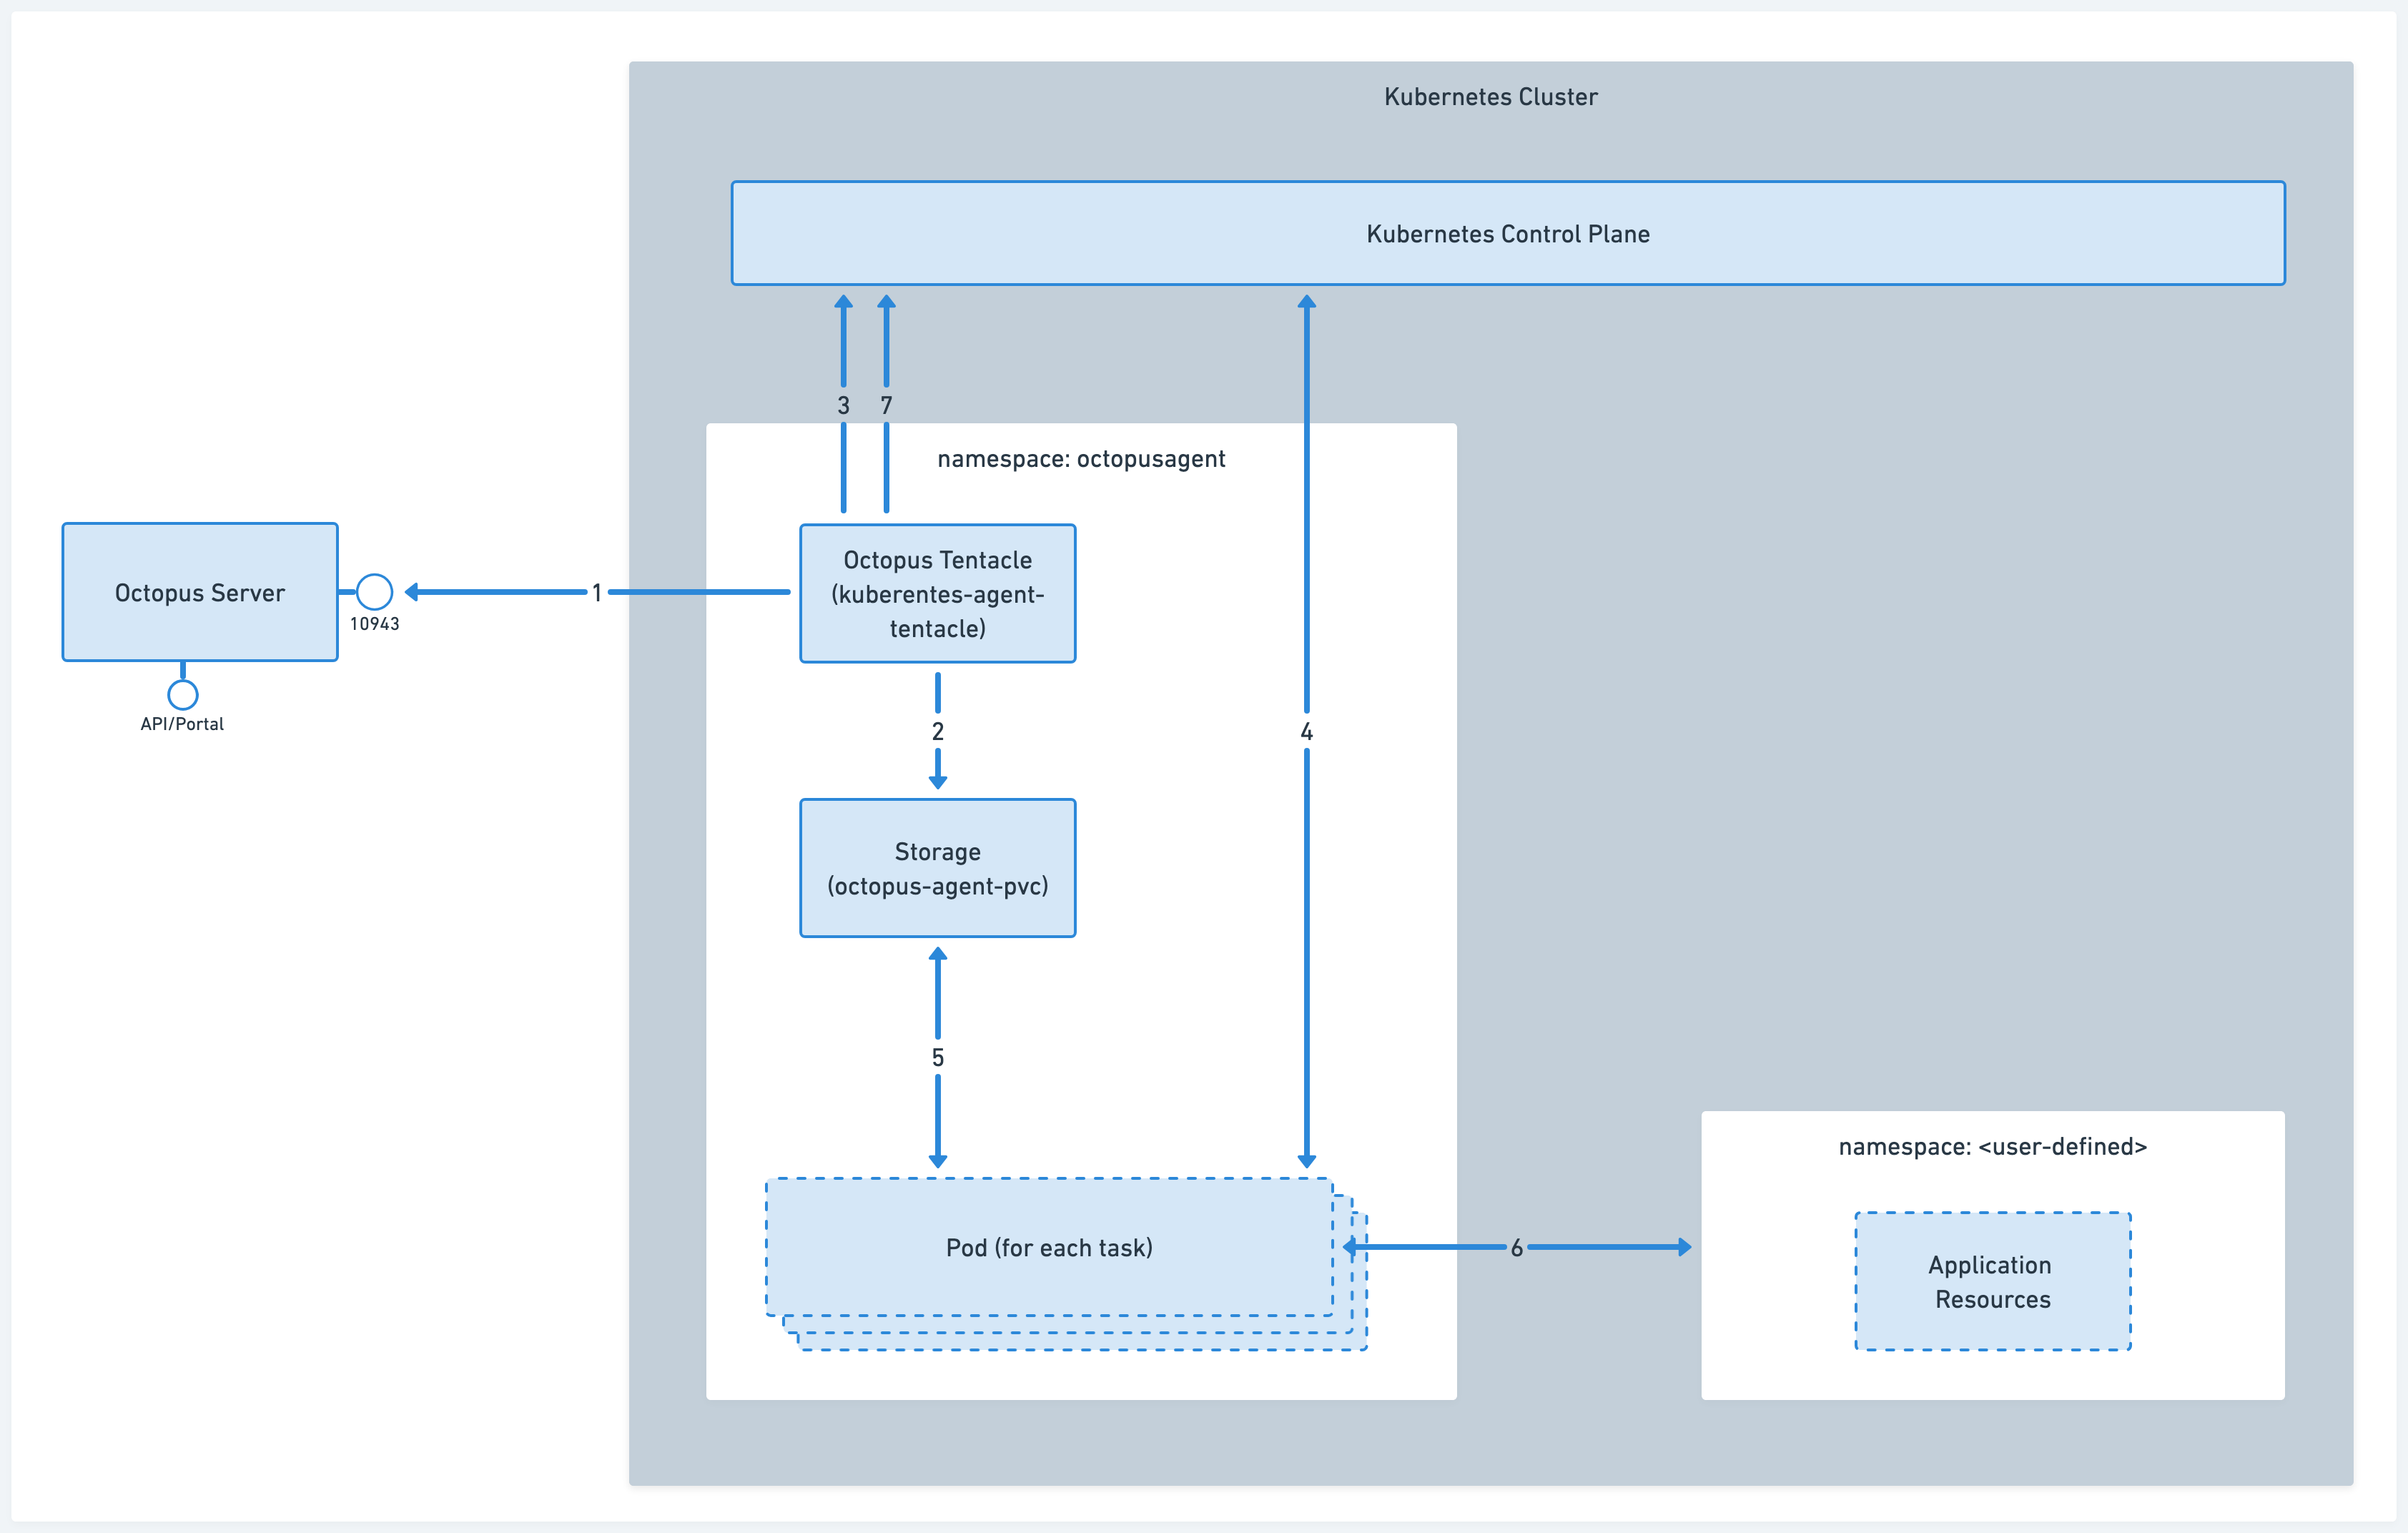 Kubernetes Cluster
Kubernetes Control Plane
3
7
namespace: octopusagent
Octopus Server
10943
API/Portal
1
Octopus Tentacle
(kuberentes-agent-
tentacle)
2
4
Storage
(octopus-agent-pvc)
5
Pod (for each task)
6
namespace: <user-defined>
Application
Resources